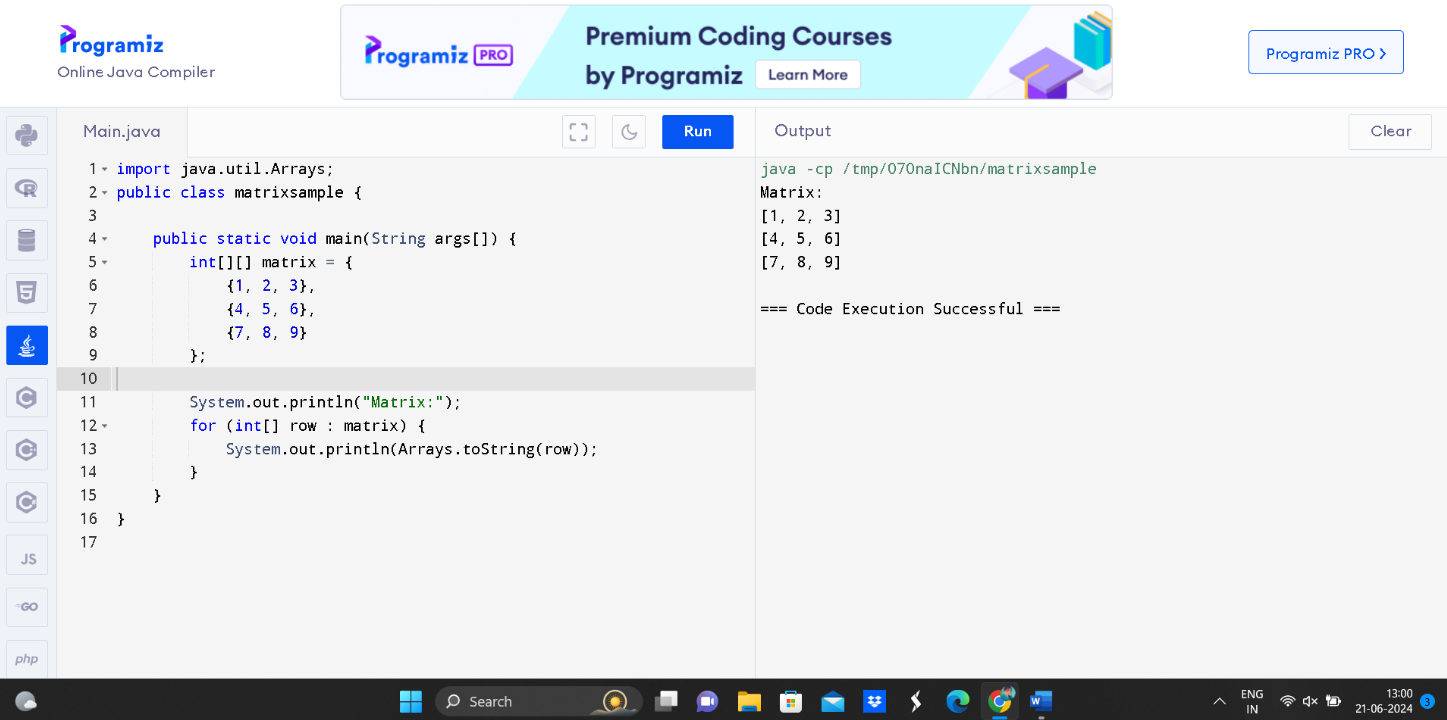 Programiz
Online Java Compiler
Programiz PRO
Premium Coding Courses
by Programiz
Learn More
Programiz PRO
Main.java
Run
Output
Clear
1 import java.util.Arrays;
2 public class matrixsample {
3
4     public static void main(String args[]) {
5         int[][] matrix = {
6             {1, 2, 3},
7             {4, 5, 6},
8             {7, 8, 9}
9         };
10
11         System.out.println("Matrix:");
12         for (int[] row : matrix) {
13             System.out.println(Arrays.toString(row));
14         }
15     }
16 }
17
java -cp /tmp/O7OnaICNbn/matrixsample
Matrix:
[1, 2, 3]
[4, 5, 6]
[7, 8, 9]
=== Code Execution Successful ===
R
5
C
C
C
JS
GO
php
Search
W
ENG
IN
13:00
21-06-2024
3